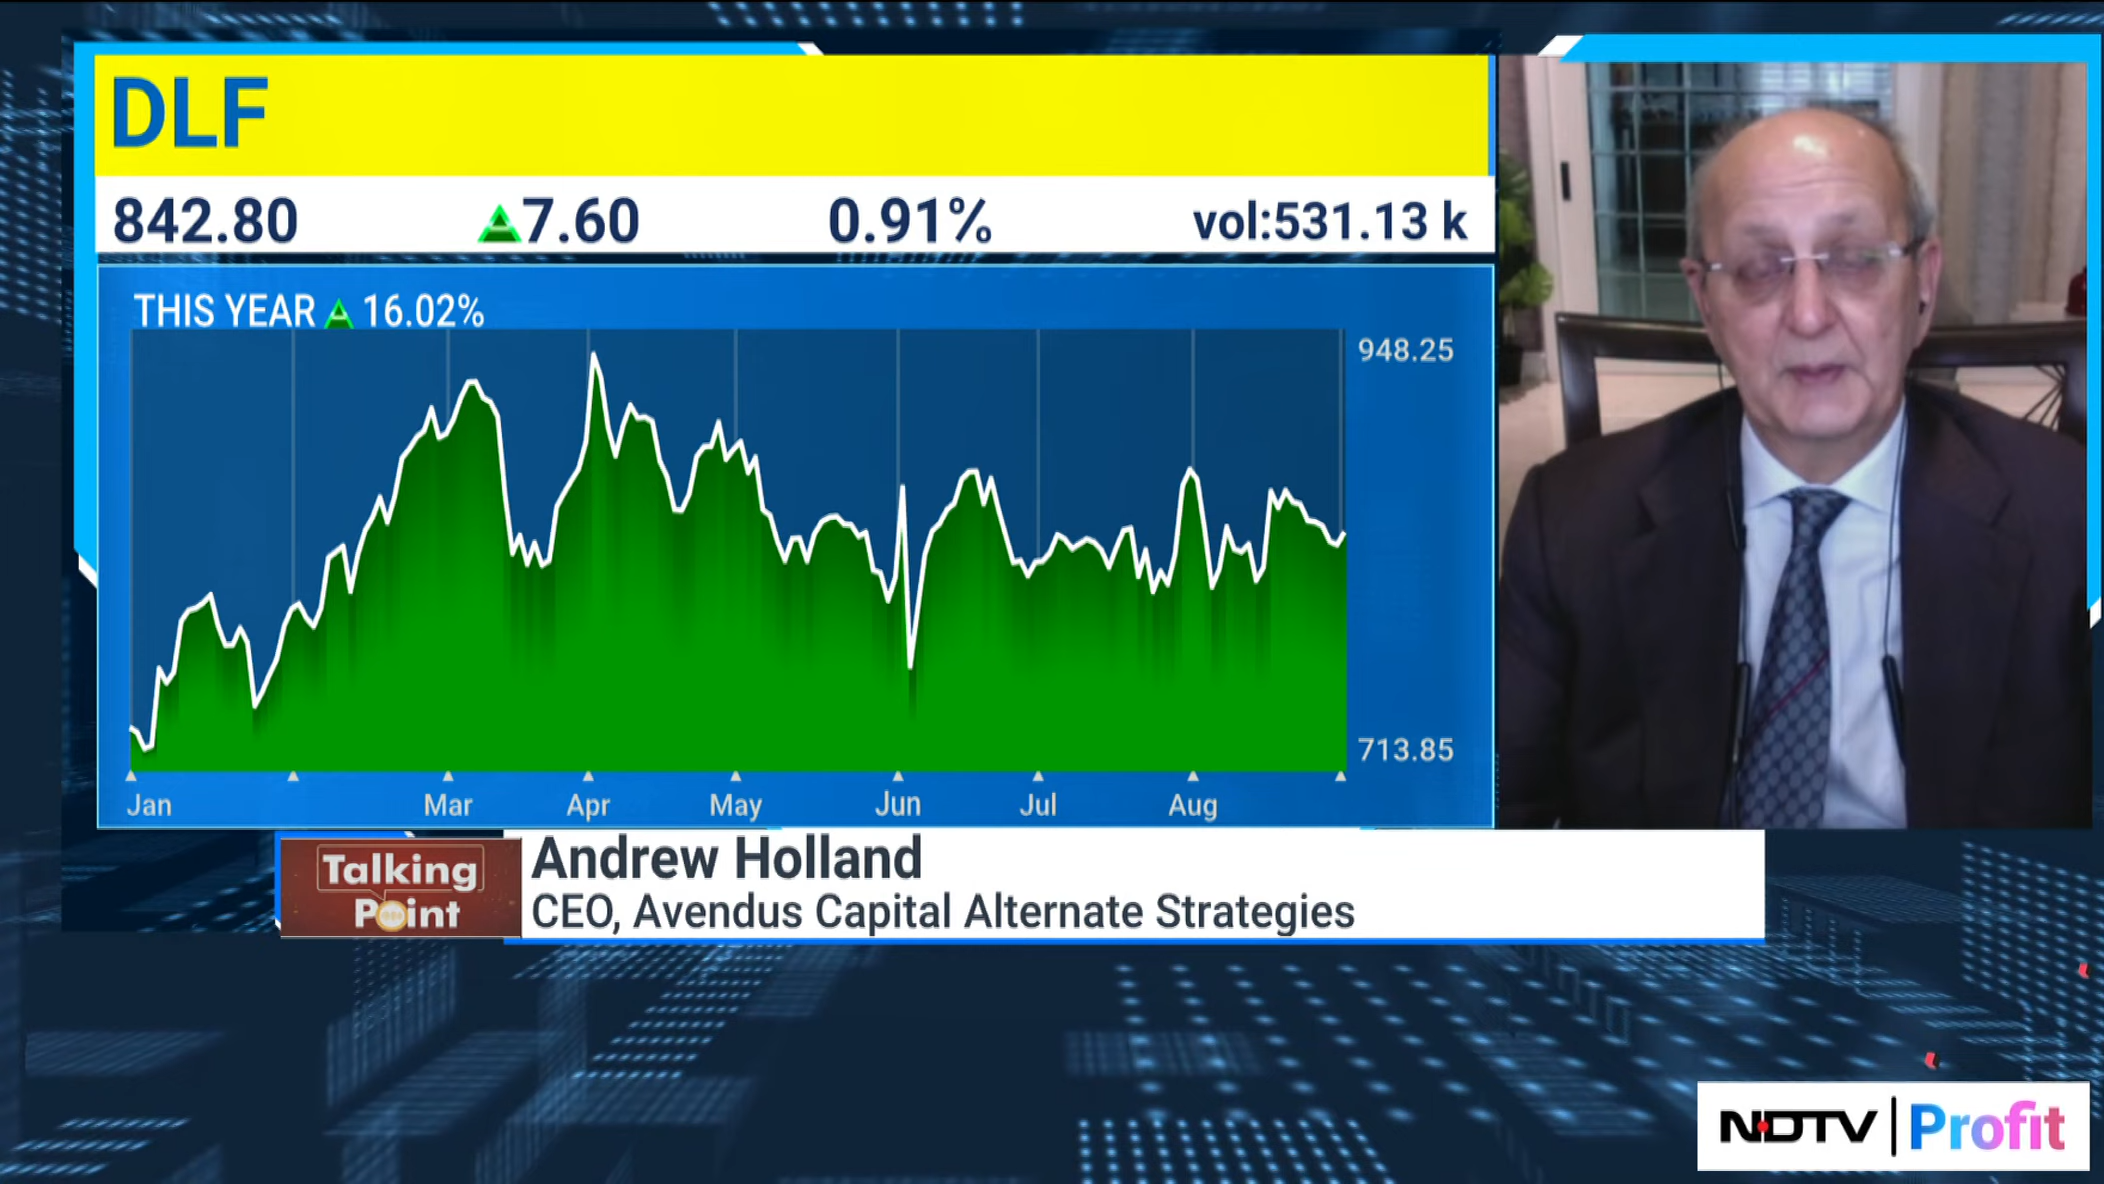 DLF
842.80 7.60 0.91% vol:531.13 k
THIS YEAR 16.02%
948.25
713.85
Jan Mar Apr May Jun Jul Aug
Talking
Point
Andrew Holland
CEO, Avendus Capital Alternate Strategies
NDTV | Profit